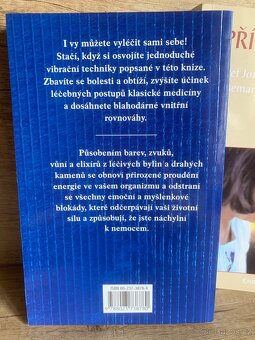 I vy můžete vyléčit sami sebe!
Stačí, když si osvojíte jednoduché
vibrační techniky popsané v této knize.
Zbavíte se bolestí a obtíží, zvýšíte účinek
léčebných postupů klasické medicíny
a dosáhnete blahodárné vnitřní
rovnováhy.
Působením barev, zvuků,
vůní a elixírů z léčivých bylin a drahých
kamenů se obnoví přirozené proudění
energie ve vašem organizmu a odstraní
se všechny emoční a myšlenkové
blokády, které odčerpávají vaši životní
sílu a způsobují, že jste náchylní
k nemocem.
PŘÍ